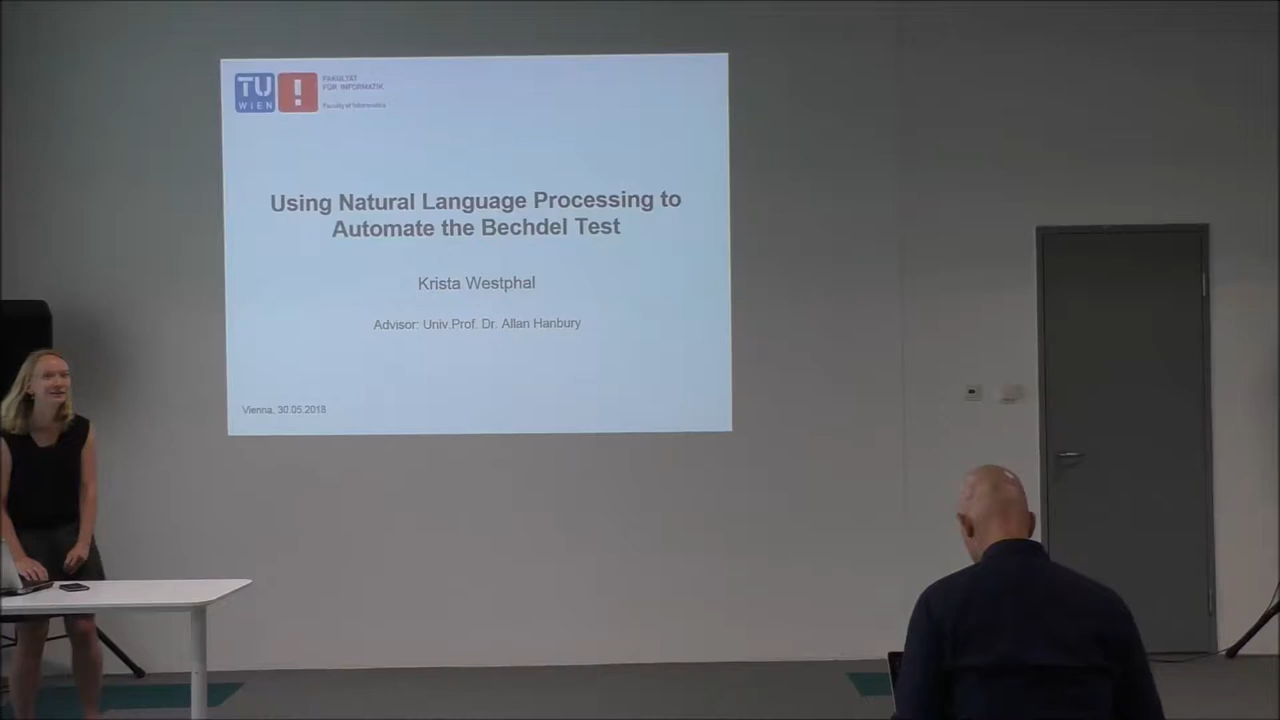 TU
WIEN
!
FAKULTÄT
FÜR INFORMATIK
Faculty of Informatics
Using Natural Language Processing to
Automate the Bechdel Test
Krista Westphal
Advisor: Univ.Prof. Dr. Allan Hanbury
Vienna, 30.05.2018